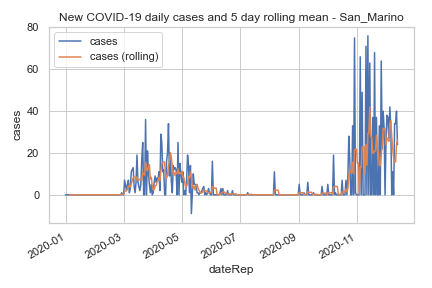 New COVID-19 daily cases and 5 day rolling mean - San_Marino
cases
cases (rolling)
80
60
40
20
0
cases
2020-01
2020-03
2020-05
2020-07
2020-09
2020-11
dateRep